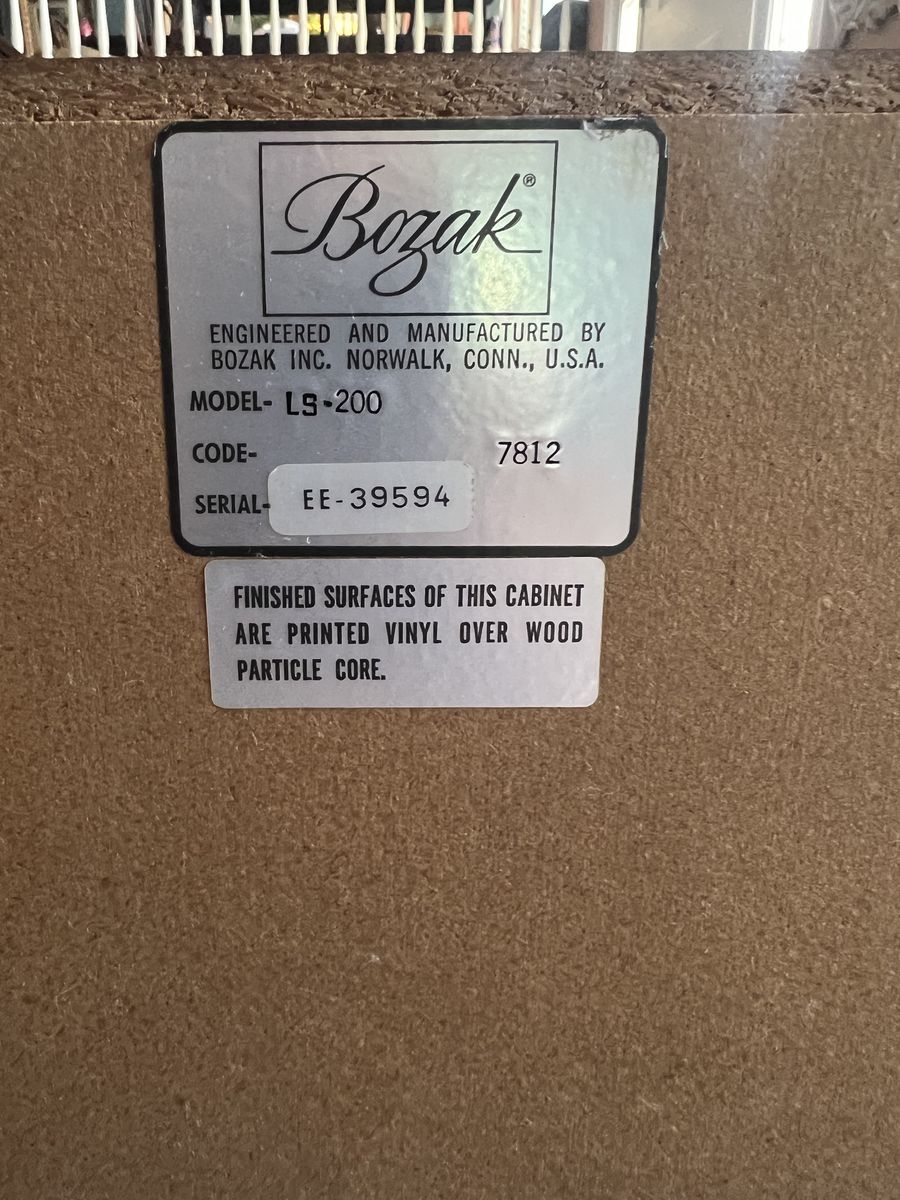 Bozak®
ENGINEERED AND MANUFACTURED BY
BOZAK INC. NORWALK, CONN., U.S.A.
MODEL- LS-200
CODE- 7812
SERIAL- EE-39594
FINISHED SURFACES OF THIS CABINET
ARE PRINTED VINYL OVER WOOD
PARTICLE CORE.